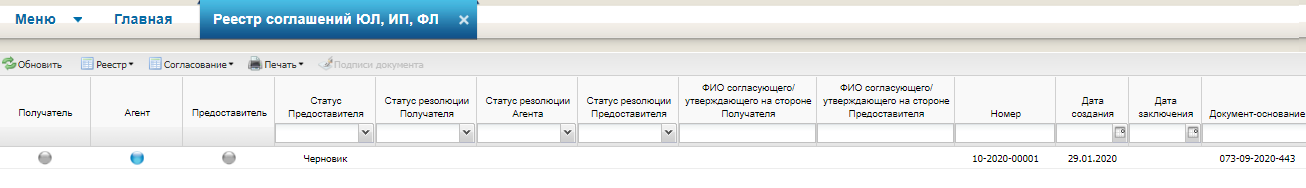 Меню Главная Реестр соглашений ЮЛ, ИП, ФЛ
Обновить Реестр Согласование Печать Подписи документа
Получатель
Агент
Предоставитель
Статус
Предоставителя
Статус резолюции
Получателя
Статус резолюции
Агента
Статус резолюции
Предоставителя
ФИО согласующего/
утверждающего на стороне
Получателя
ФИО согласующего/
утверждающего на стороне
Предоставителя
Номер
Дата
создания
Дата
заключения
Документ-основание
Черновик 10-2020-00001 29.01.2020 073-09-2020-443